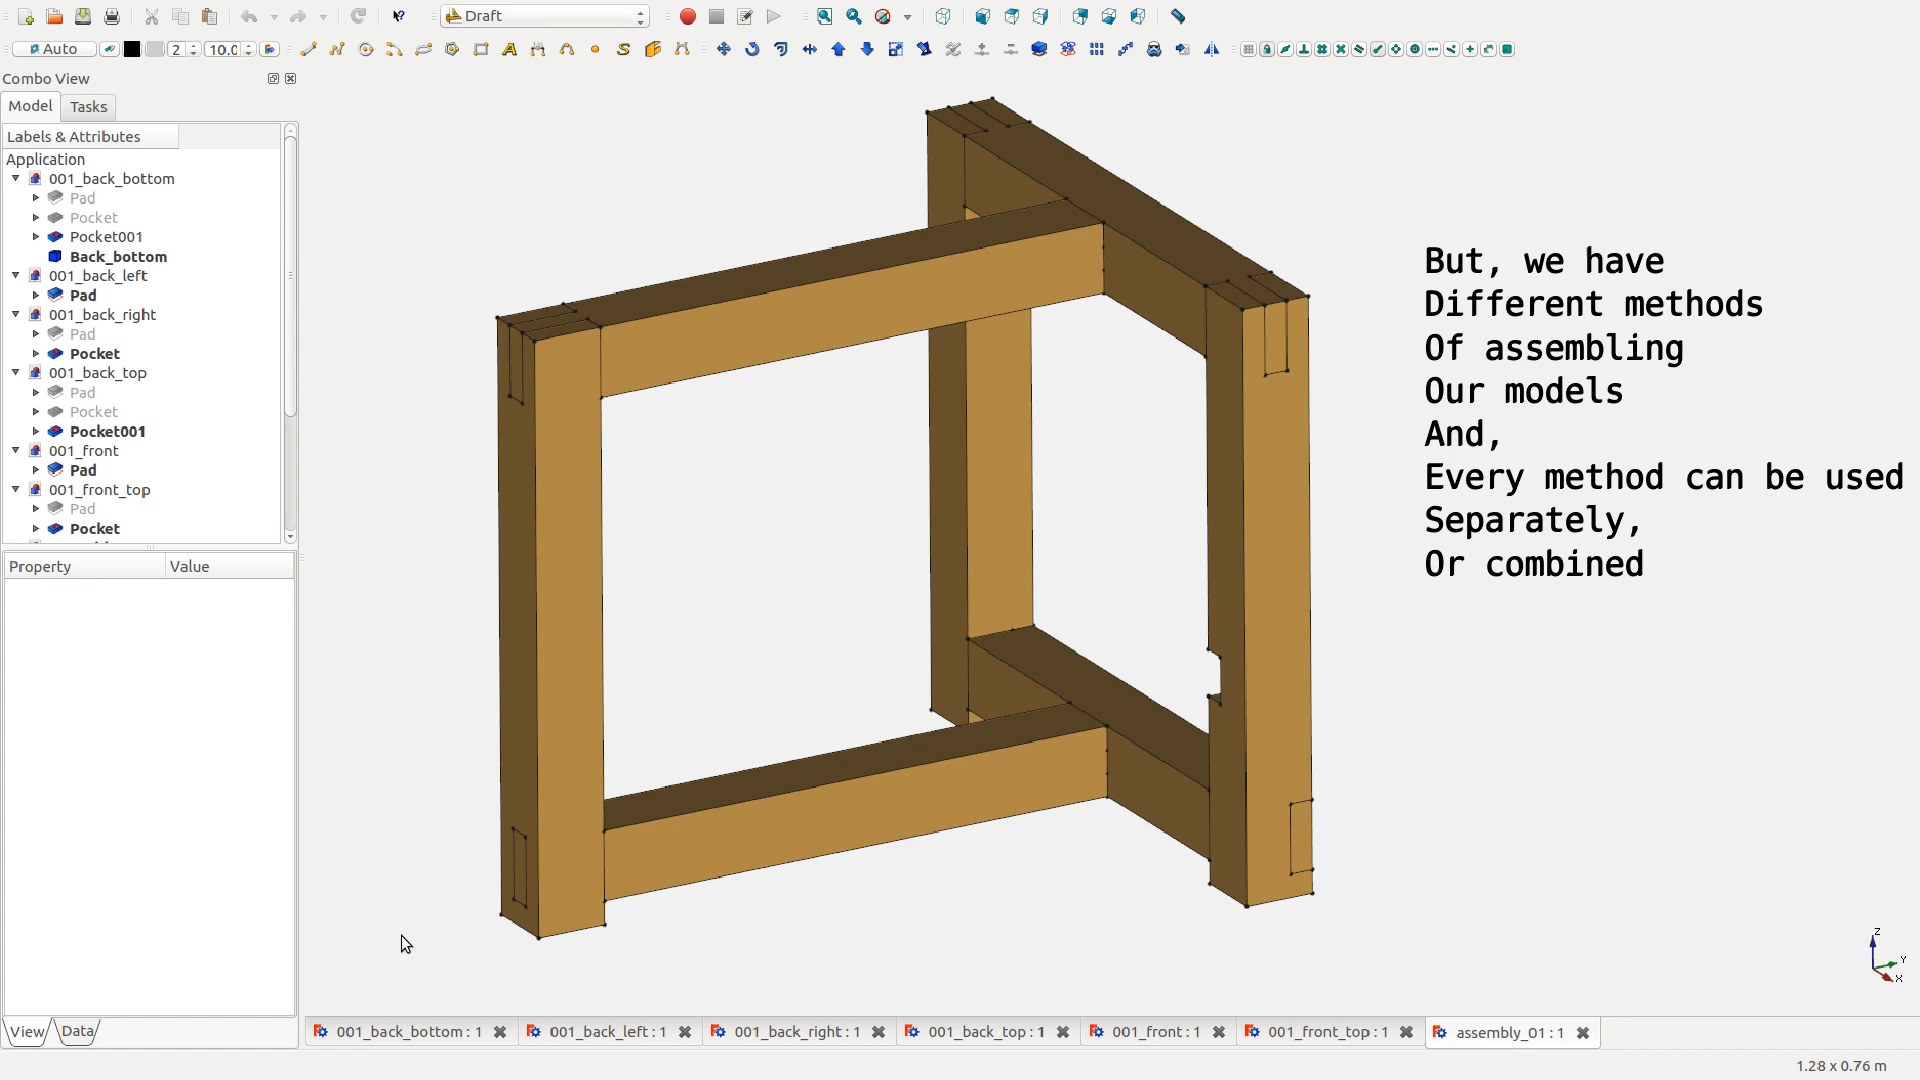 Draft
Auto
2
10.0
Combo View
Model
Tasks
Labels & Attributes
Application
001_back_bottom
Pad
Pocket
Pocket001
Back_bottom
001_back_left
Pad
001_back_right
Pad
Pocket
001_back_top
Pad
Pocket
Pocket001
001_front
Pad
001_front_top
Pad
Pocket
Property
Value
View
Data
But, we have
Different methods
Of assembling
Our models
And,
Every method can be used
Separately,
Or combined
Z
Y
X
001_back_bottom : 1
001_back_left : 1
001_back_right : 1
001_back_top : 1
001_front : 1
001_front_top : 1
assembly_01 : 1
1.28 x 0.76 m